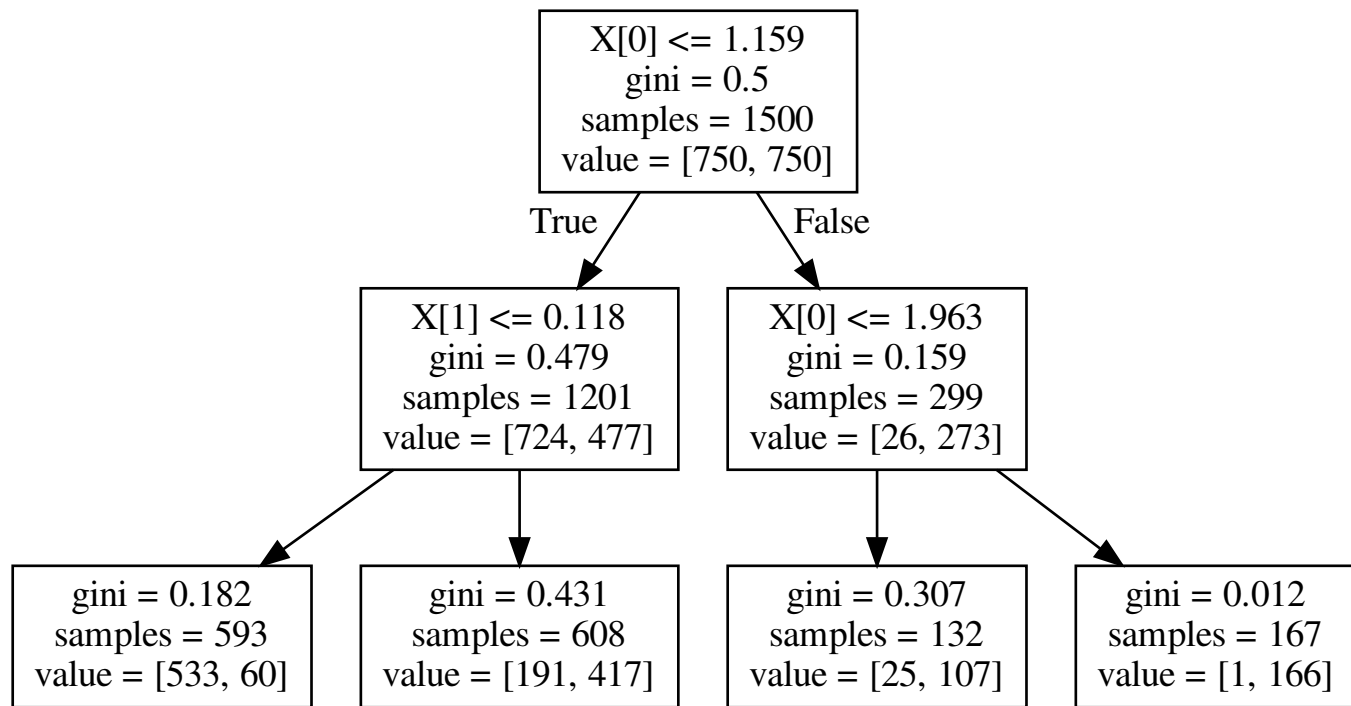 X[0] <= 1.159
gini = 0.5
samples = 1500
value = [750, 750]
True
False
X[1] <= 0.118
gini = 0.479
samples = 1201
value = [724, 477]
X[0] <= 1.963
gini = 0.159
samples = 299
value = [26, 273]
gini = 0.182
samples = 593
value = [533, 60]
gini = 0.431
samples = 608
value = [191, 417]
gini = 0.307
samples = 132
value = [25, 107]
gini = 0.012
samples = 167
value = [1, 166]